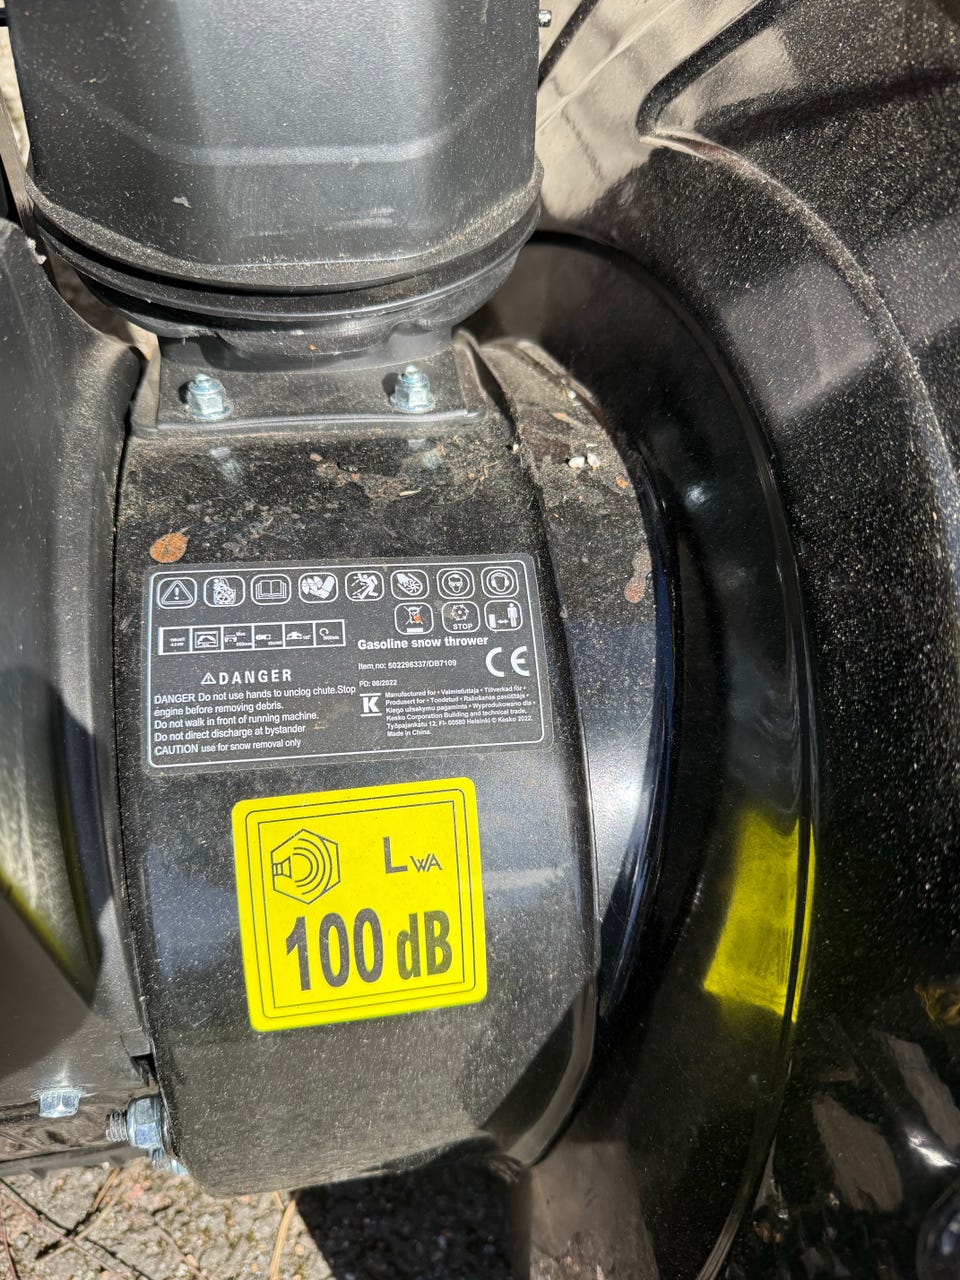 STOP
Gasoline snow thrower
Item.no: 502296337/DB7109
CE
PD: 06/2022
K
Manufactured for • Valmistuttaja • Tillverkad för •
Produsert for • Toodetud • Ražošanas pasūtītājs •
Kiego užsakymu pagaminta • Wyprodukowano dla •
Kesko Corporation Building and technical trade,
Työpajankatu 12, FI- 00580 Helsinki © Kesko 2022.
Made in China.
DANGER
DANGER Do not use hands to unclog chute.Stop
engine before removing debris.
Do not walk in front of running machine.
Do not direct discharge at bystander
CAUTION use for snow removal only
LWA
100 dB